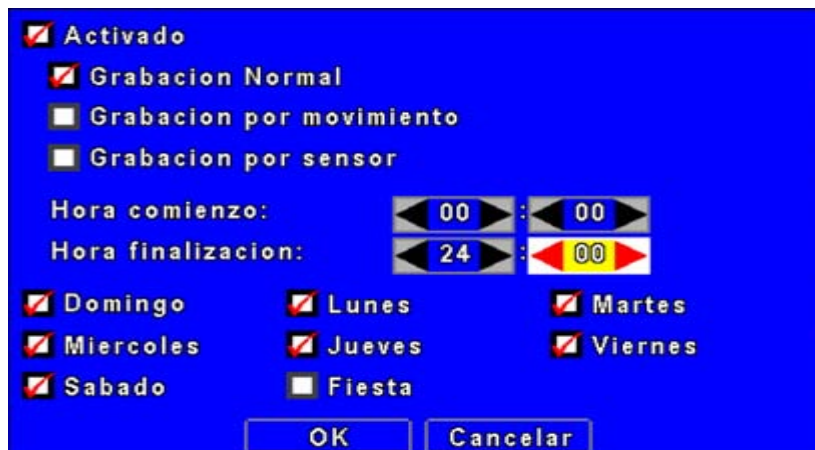 Activado
Grabacion Normal
Grabacion por movimiento
Grabacion por sensor
Hora comienzo: 00 : 00
Hora finalizacion: 24 : 00
Domingo Lunes Martes
Miercoles Jueves Viernes
Sabado Fiesta
OK Cancelar